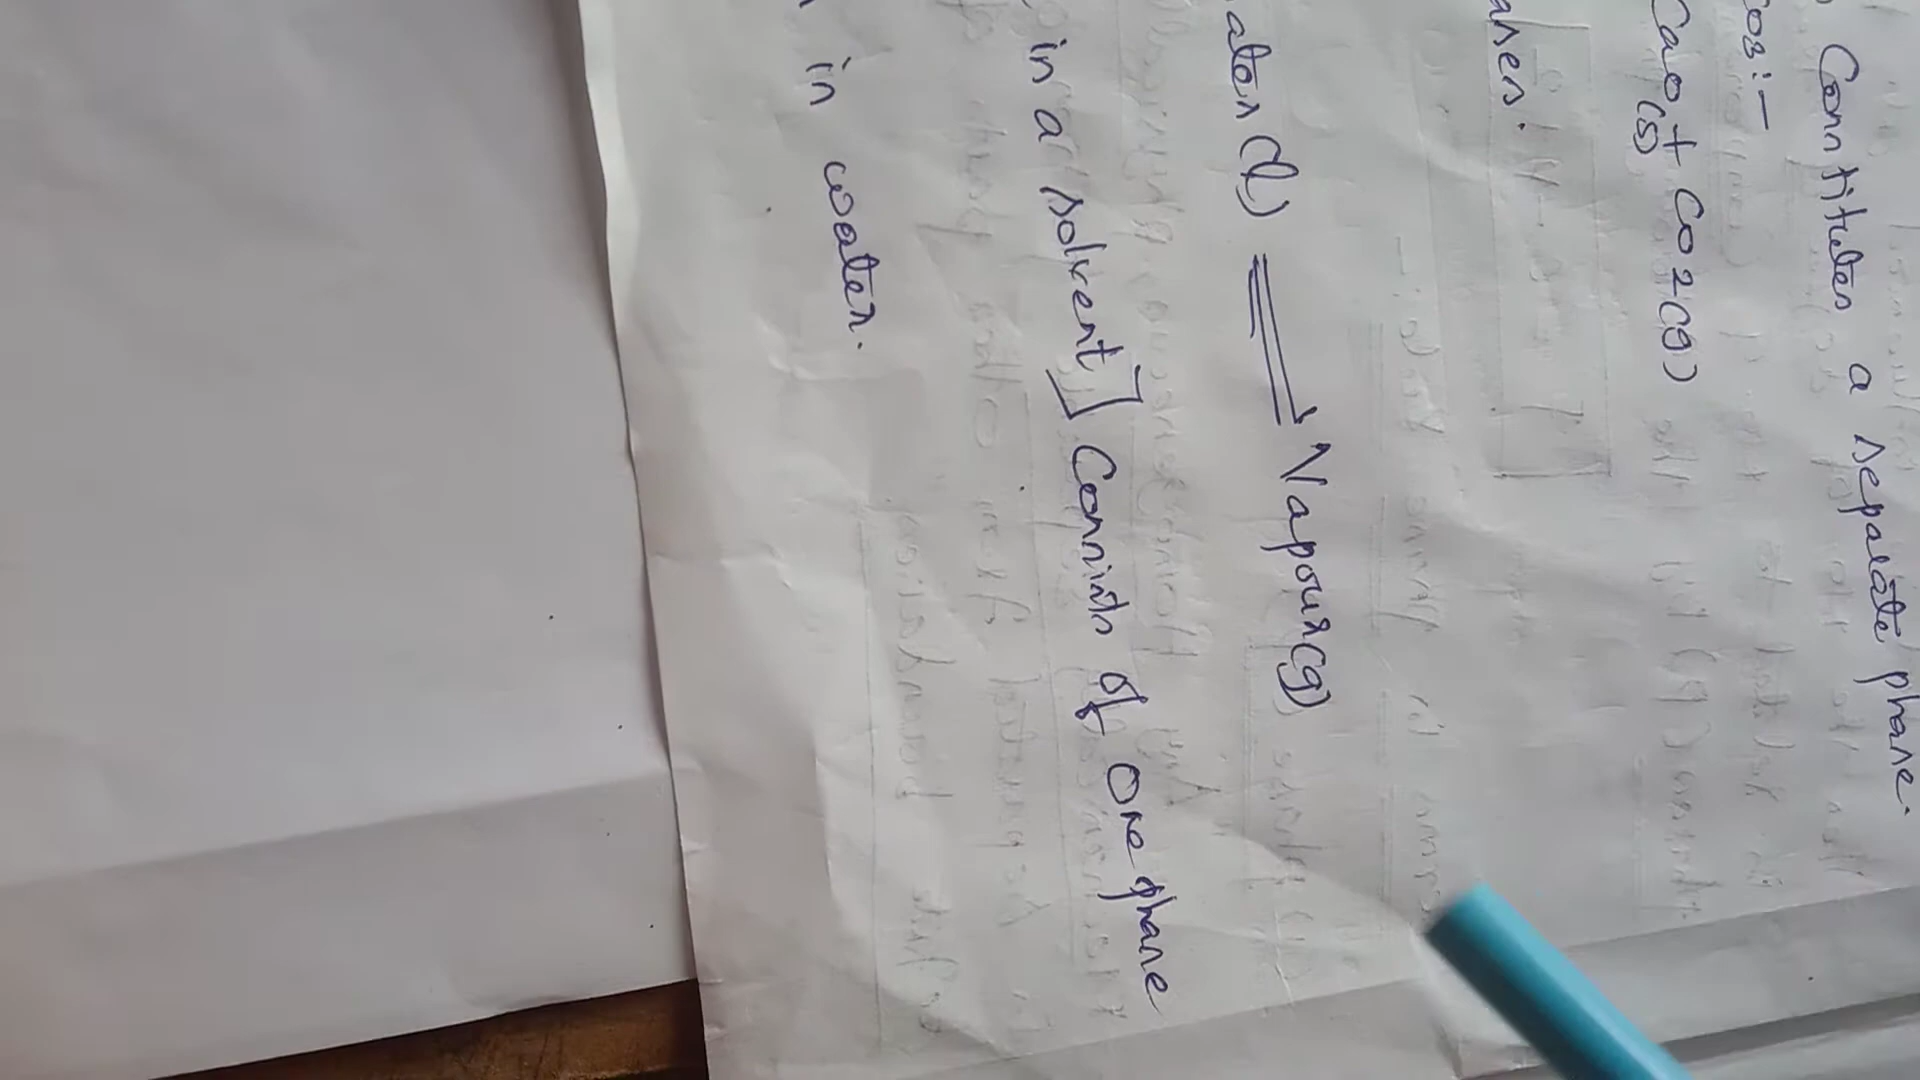 Constitutes a separate phase.
CO3:-
CaO(s) + CO2(g)
ases.
ater (l) ⇌ Vapour(g)
in a solvent] Consists of One phase
in water.